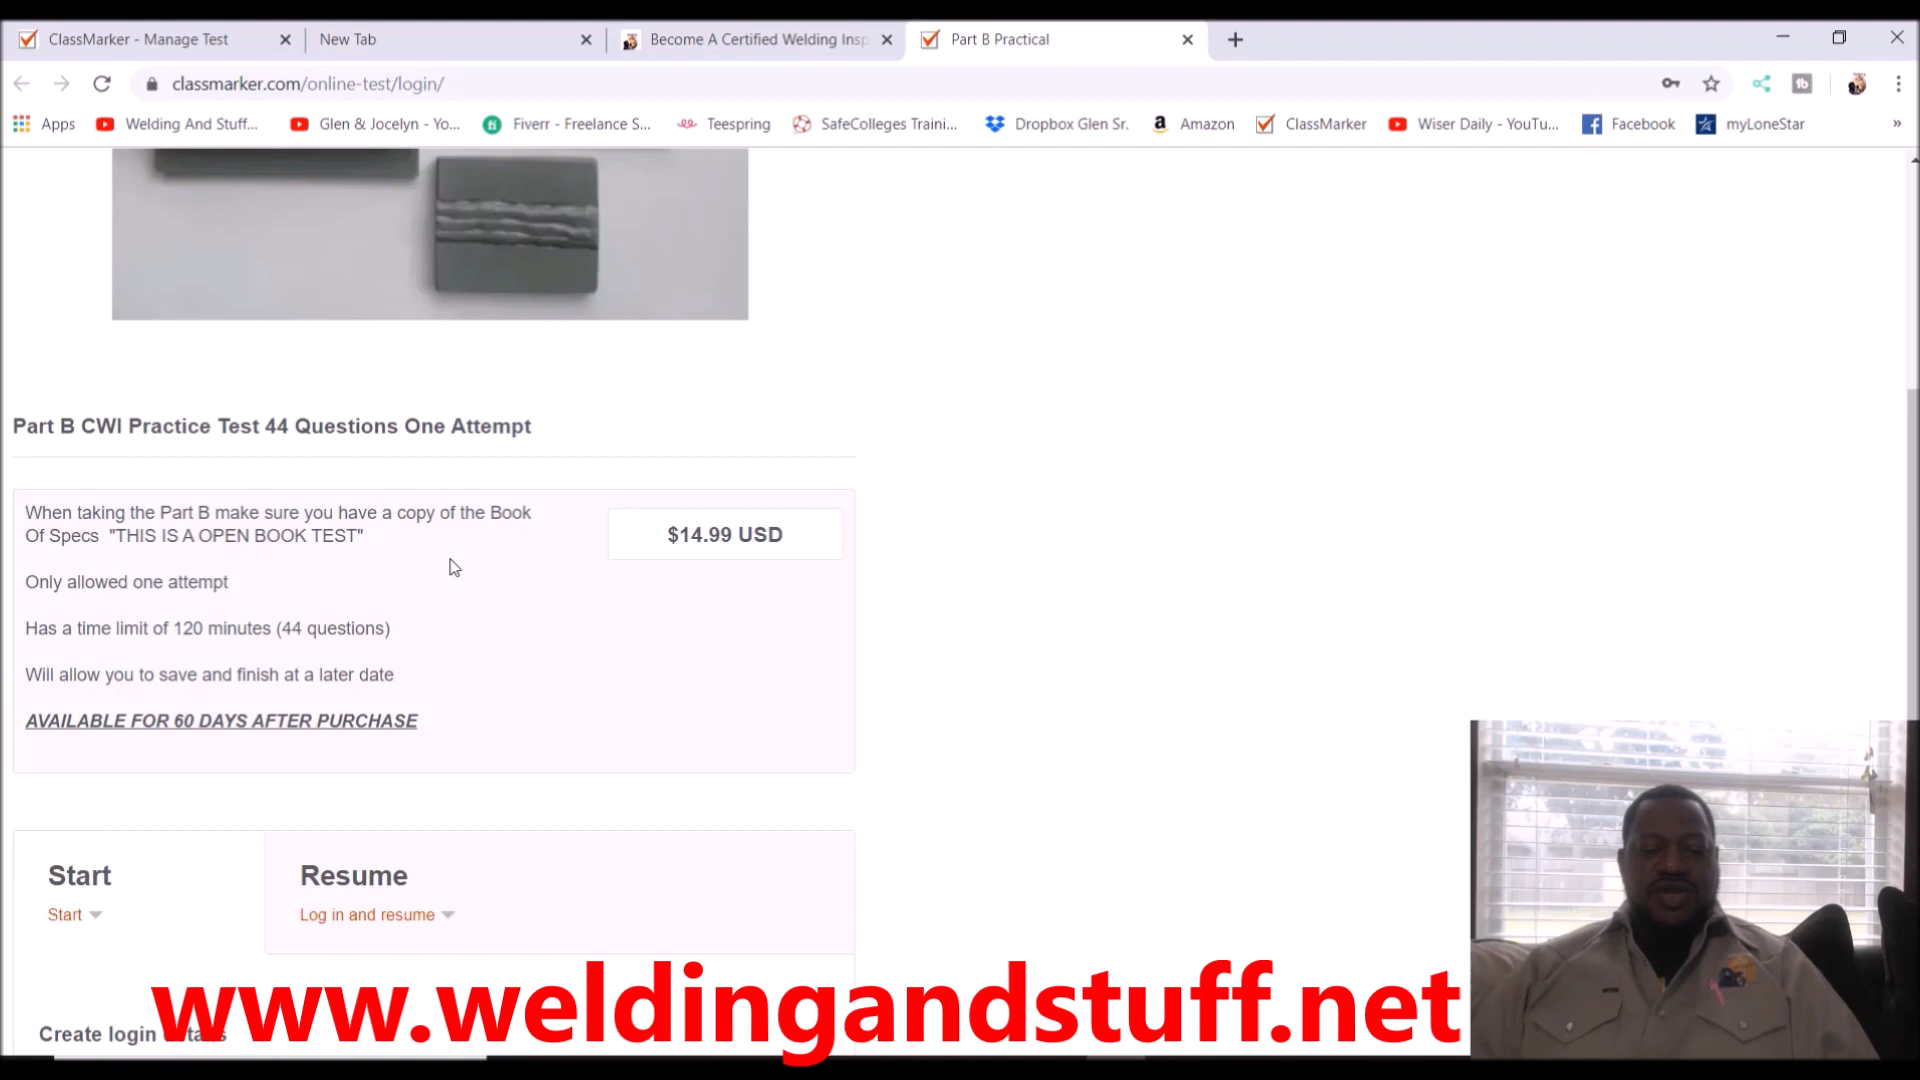 ClassMarker - Manage Test
New Tab
Become A Certified Welding Insp
Part B Practical
classmarker.com/online-test/login/
Apps
Welding And Stuff...
Glen & Jocelyn - Yo...
Fiverr - Freelance S...
Teespring
SafeColleges Traini...
Dropbox Glen Sr.
Amazon
ClassMarker
Wiser Daily - YouTu...
Facebook
myLoneStar
Part B CWI Practice Test 44 Questions One Attempt
When taking the Part B make sure you have a copy of the Book
Of Specs "THIS IS A OPEN BOOK TEST"
$14.99 USD
Only allowed one attempt
Has a time limit of 120 minutes (44 questions)
Will allow you to save and finish at a later date
AVAILABLE FOR 60 DAYS AFTER PURCHASE
Start
Start
Resume
Log in and resume
www.weldingandstuff.net
Create login